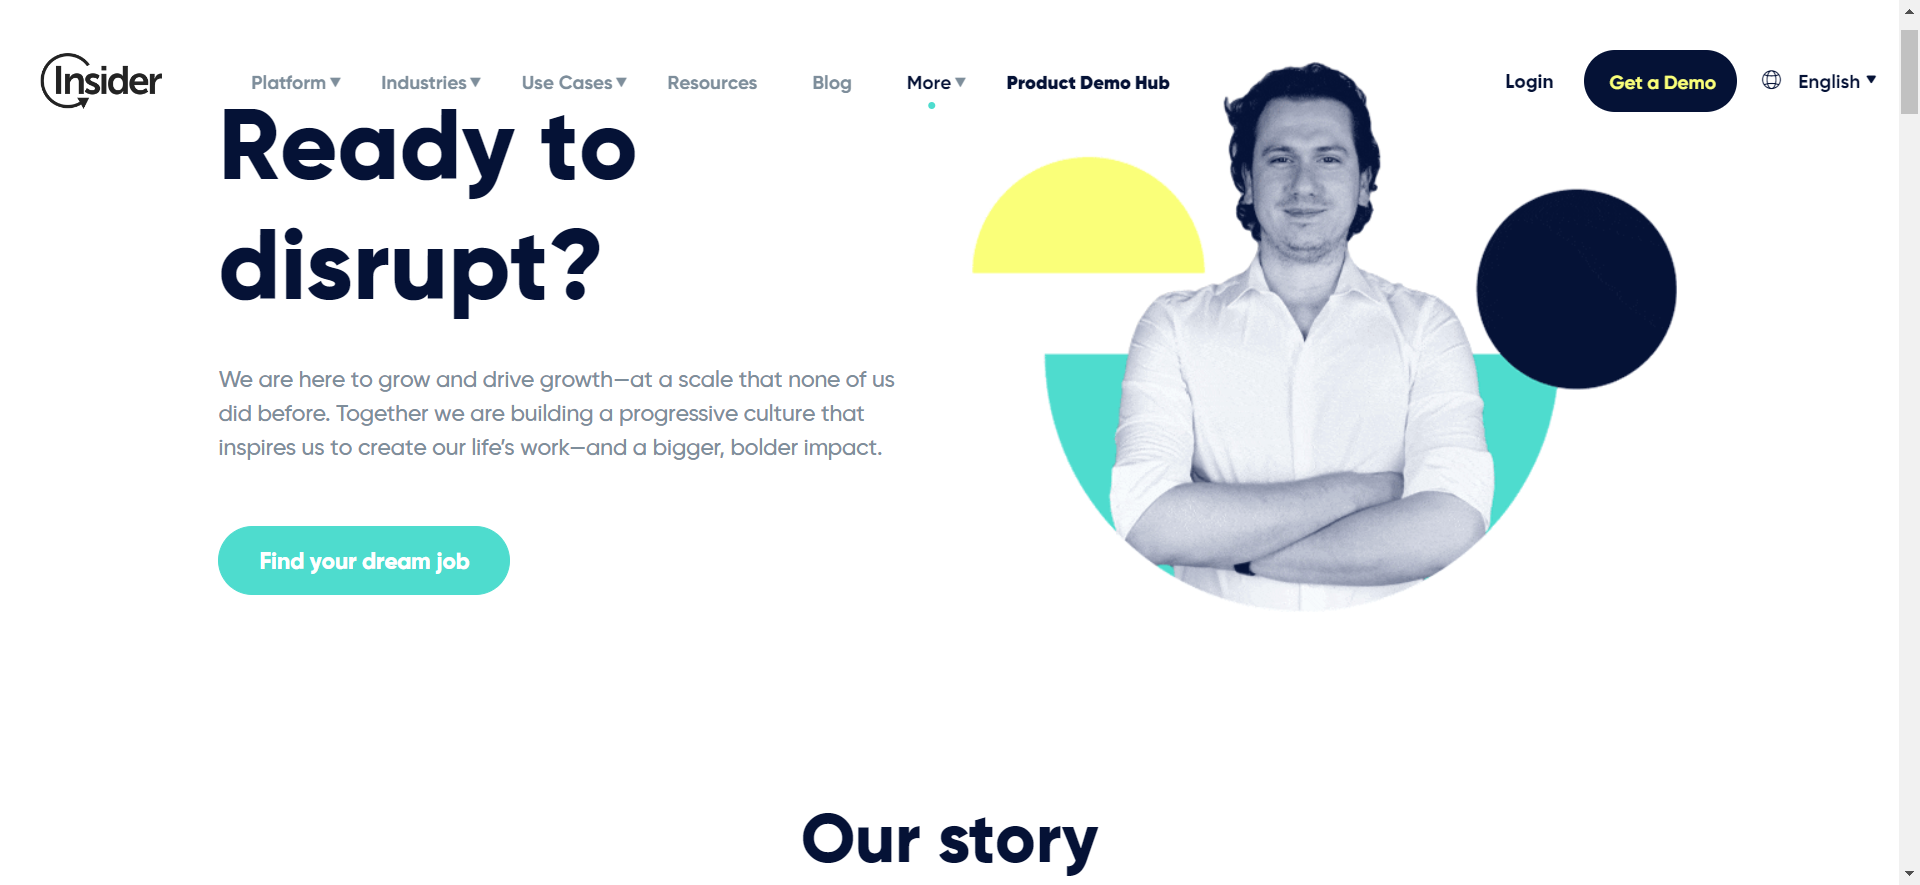 Insider
Platform
Industries
Use Cases
Resources
Blog
More
Product Demo Hub
Login
Get a Demo
English
Ready to
disrupt?
We are here to grow and drive growth—at a scale that none of us
did before. Together we are building a progressive culture that
inspires us to create our life’s work—and a bigger, bolder impact.
Find your dream job
Our story